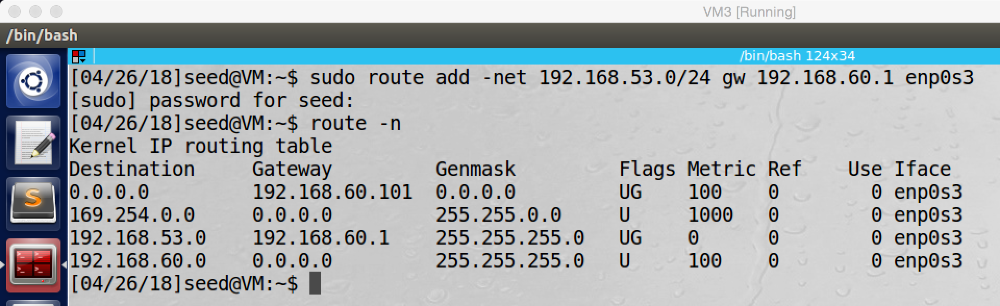 VM3 [Running]
/bin/bash
/bin/bash 124x34
[04/26/18]seed@VM:~$ sudo route add -net 192.168.53.0/24 gw 192.168.60.1 enp0s3
[sudo] password for seed:
[04/26/18]seed@VM:~$ route -n
Kernel IP routing table
Destination     Gateway         Genmask         Flags Metric Ref    Use Iface
0.0.0.0         192.168.60.101  0.0.0.0         UG    100    0        0 enp0s3
169.254.0.0     0.0.0.0         255.255.0.0     U     1000   0        0 enp0s3
192.168.53.0    192.168.60.1    255.255.255.0   UG    0      0        0 enp0s3
192.168.60.0    0.0.0.0         255.255.255.0   U     100    0        0 enp0s3
[04/26/18]seed@VM:~$